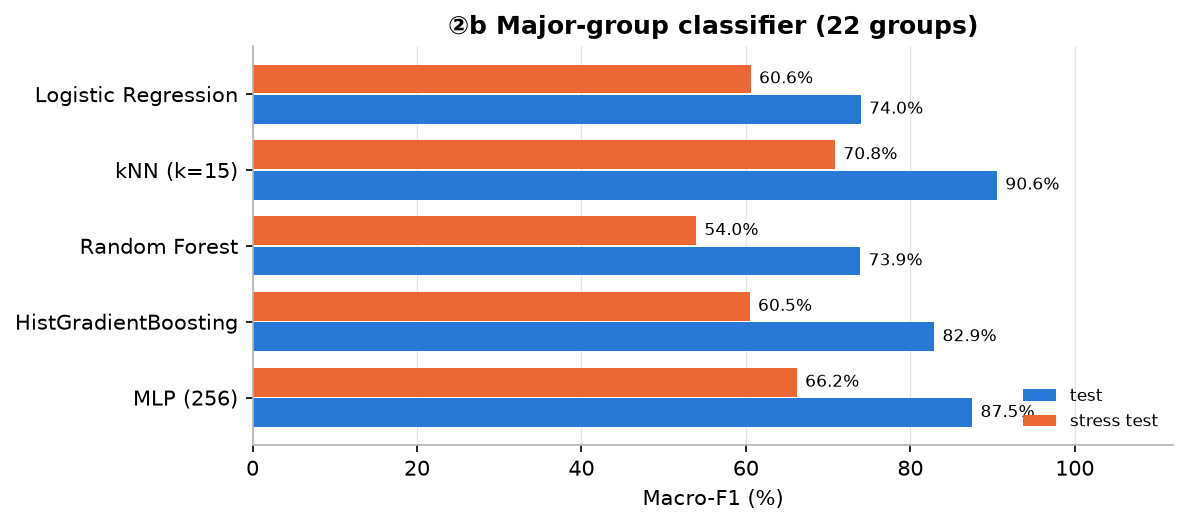 ②b Major-group classifier (22 groups)
Logistic Regression
60.6%
74.0%
kNN (k=15)
70.8%
90.6%
Random Forest
54.0%
73.9%
HistGradientBoosting
60.5%
82.9%
MLP (256)
66.2%
87.5%
test
stress test
0 20 40 60 80 100
Macro-F1 (%)